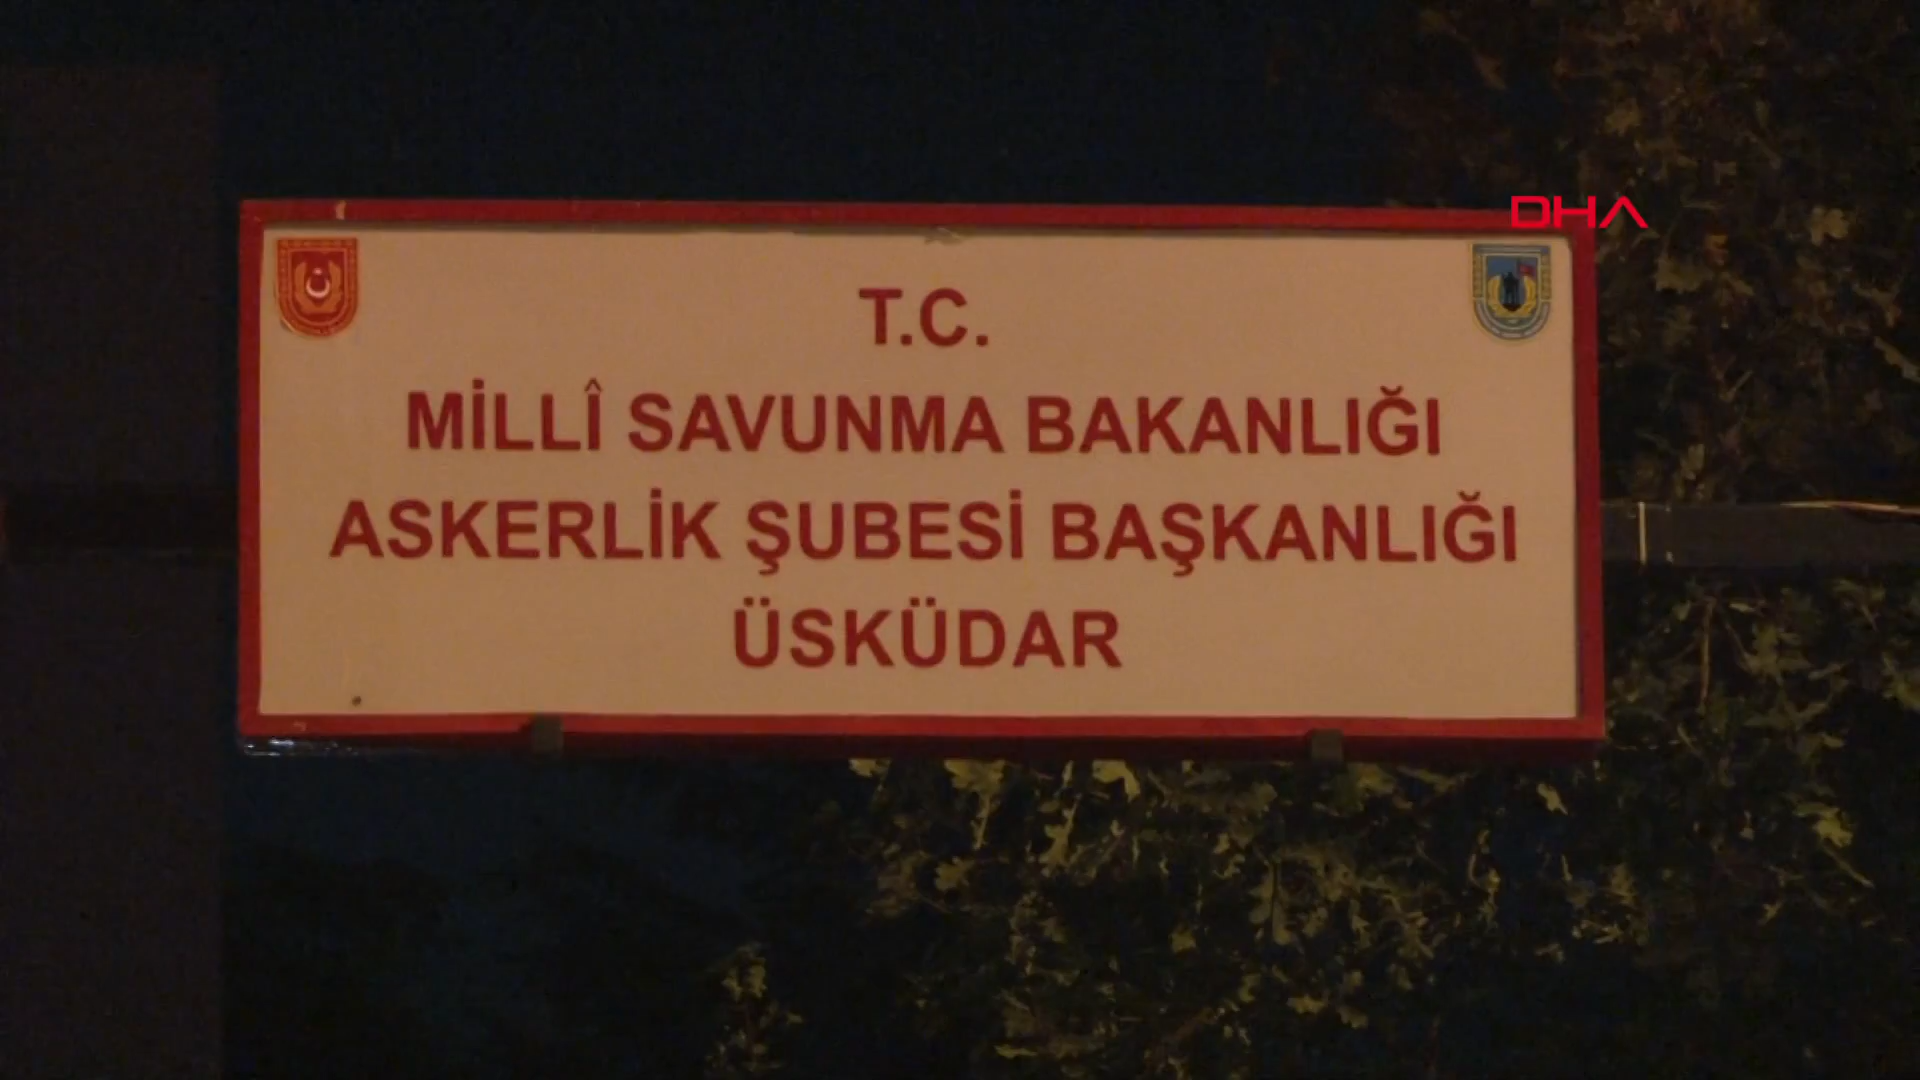 DHA
T.C.
MİLLÎ SAVUNMA BAKANLIĞI
ASKERLİK ŞUBESİ BAŞKANLIĞI
ÜSKÜDAR